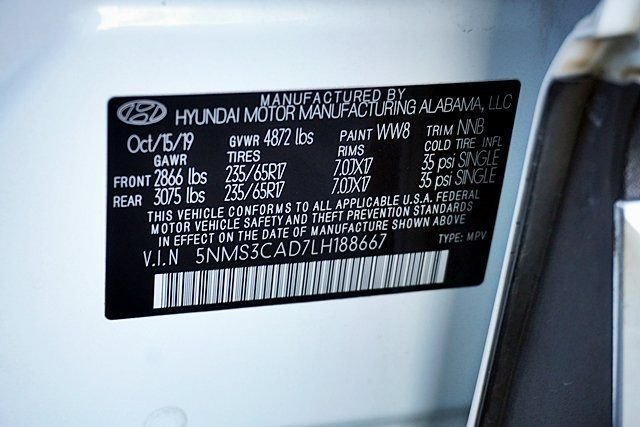 MANUFACTURED BY
HYUNDAI MOTOR MANUFACTURING ALABAMA, LLC
Oct/15/19 GVWR 4872 lbs PAINT WW8 TRIM NNB
GAWR TIRES RIMS COLD TIRE INFL
FRONT 2866 lbs 235/65R17 7.0JX17 35 psi SINGLE
REAR 3075 lbs 235/65R17 7.0JX17 35 psi SINGLE
THIS VEHICLE CONFORMS TO ALL APPLICABLE U.S.A. FEDERAL
MOTOR VEHICLE SAFETY AND THEFT PREVENTION STANDARDS
IN EFFECT ON THE DATE OF MANUFACTURE SHOWN ABOVE
V.I.N 5NMS3CAD7LH188667 TYPE: MPV